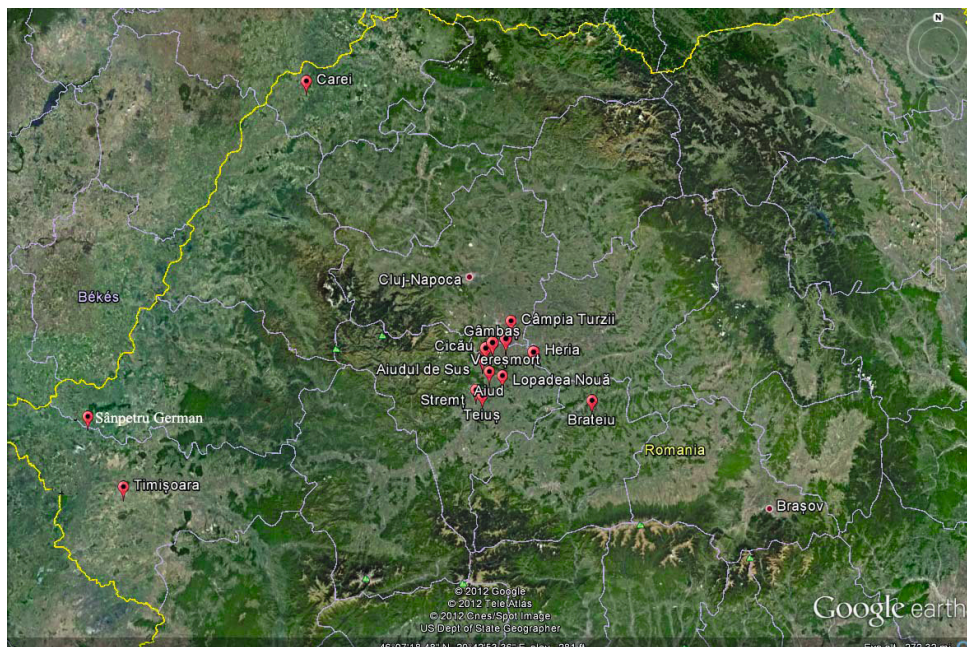 N
Carei
Cluj-Napoca
Békés
Câmpia Turzii
Gâmbaș
Cicău
Heria
Vereșmort
Aiudul de Sus
Lopadea Nouă
Aiud
Stremț
Teiuș
Brateiu
Sânpetru German
Romania
Timișoara
Brașov
© 2012 Google
© 2012 Tele Atlas
© 2012 Cnes/Spot Image
US Dept of State Geographer
Google earth